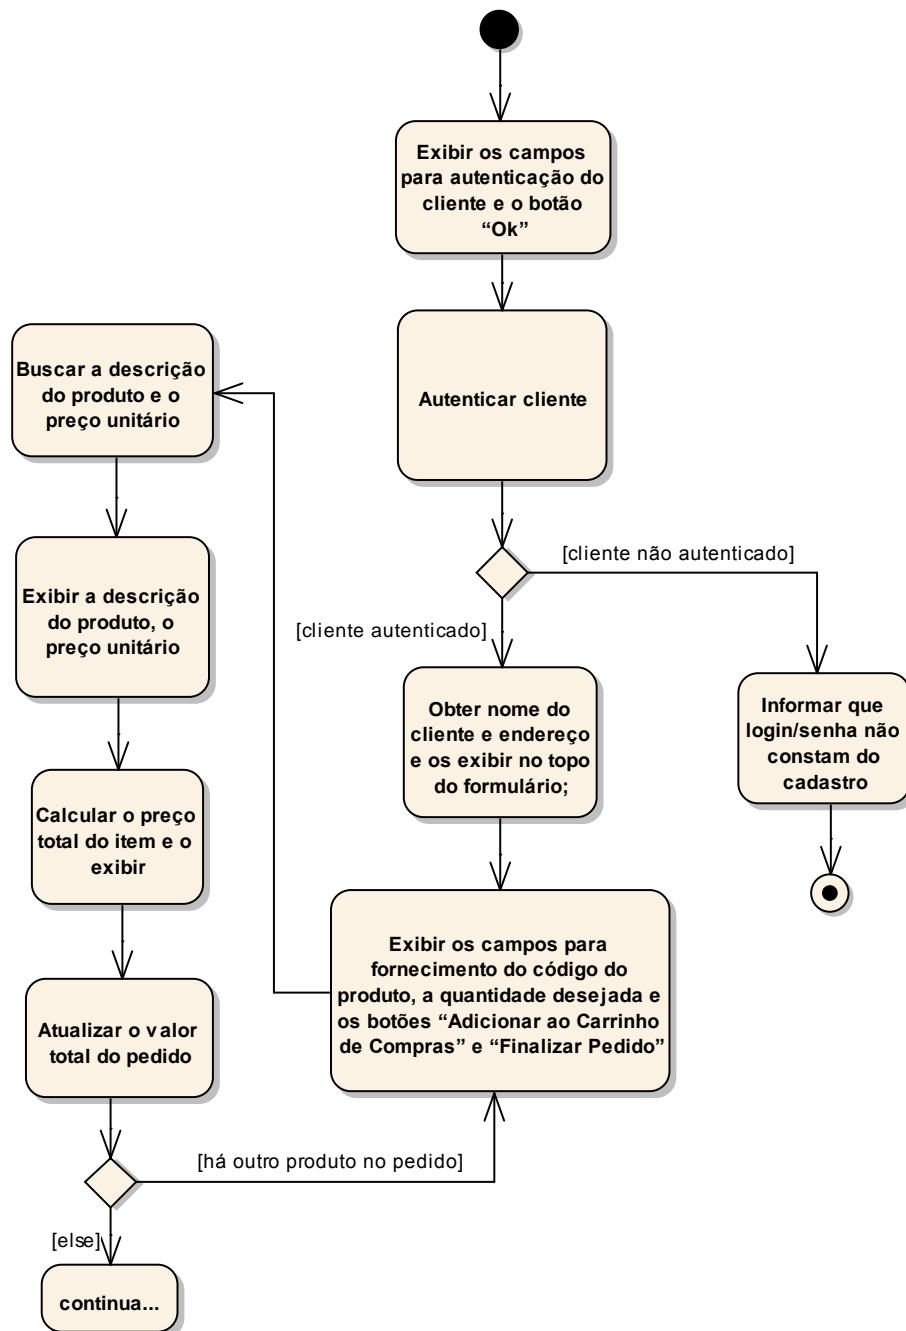 Exibir os campos
para autenticação do
cliente e o botão
“Ok”
Autenticar cliente
[cliente não autenticado]
[cliente autenticado]
Informar que
login/senha não
constam do
cadastro
Obter nome do
cliente e endereço
e os exibir no topo
do formulário;
Exibir os campos para
fornecimento do código do
produto, a quantidade desejada e
os botões “Adicionar ao Carrinho
de Compras” e “Finalizar Pedido”
Buscar a descrição
do produto e o
preço unitário
Exibir a descrição
do produto, o
preço unitário
Calcular o preço
total do item e o
exibir
Atualizar o valor
total do pedido
[há outro produto no pedido]
[else]
continua...